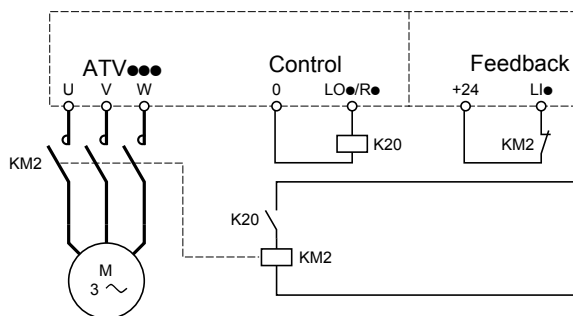 ATV●●● Control Feedback
U V W 0 LO●/R● +24 LI●
KM2 K20 KM2
K20
KM2
M
3 ~